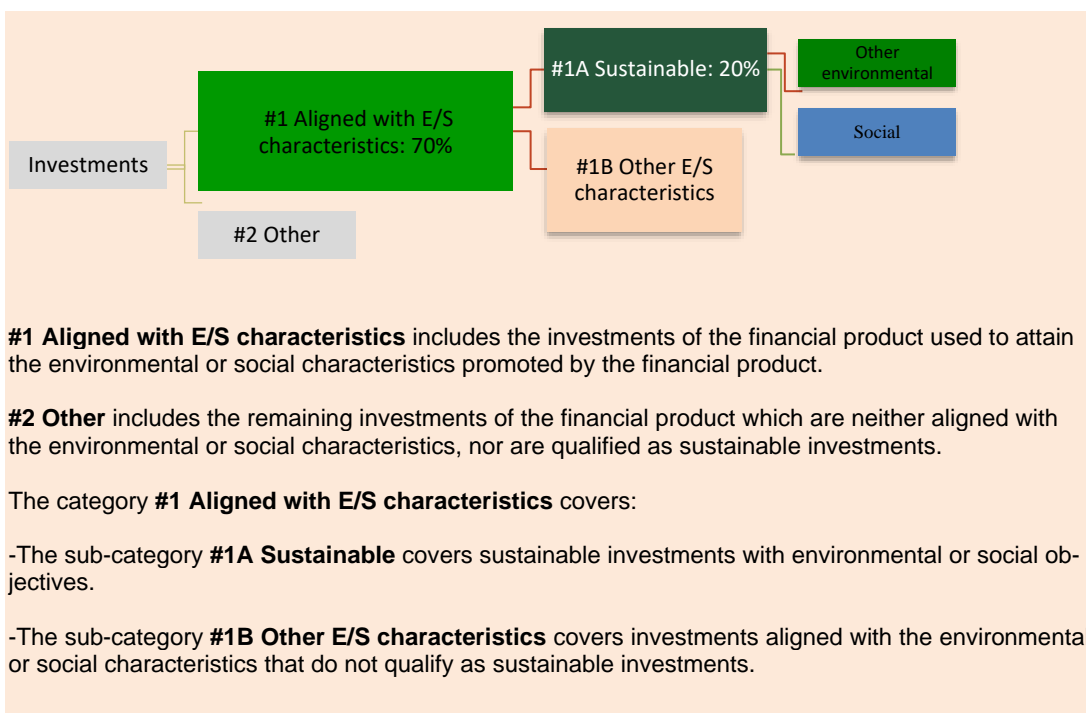 Investments
#1 Aligned with E/S
characteristics: 70%
#2 Other
#1A Sustainable: 20%
#1B Other E/S
characteristics
Other
environmental
Social
#1 Aligned with E/S characteristics includes the investments of the financial product used to attain
the environmental or social characteristics promoted by the financial product.
#2 Other includes the remaining investments of the financial product which are neither aligned with
the environmental or social characteristics, nor are qualified as sustainable investments.
The category #1 Aligned with E/S characteristics covers:
-The sub-category #1A Sustainable covers sustainable investments with environmental or social ob-
jectives.
-The sub-category #1B Other E/S characteristics covers investments aligned with the environmenta
or social characteristics that do not qualify as sustainable investments.